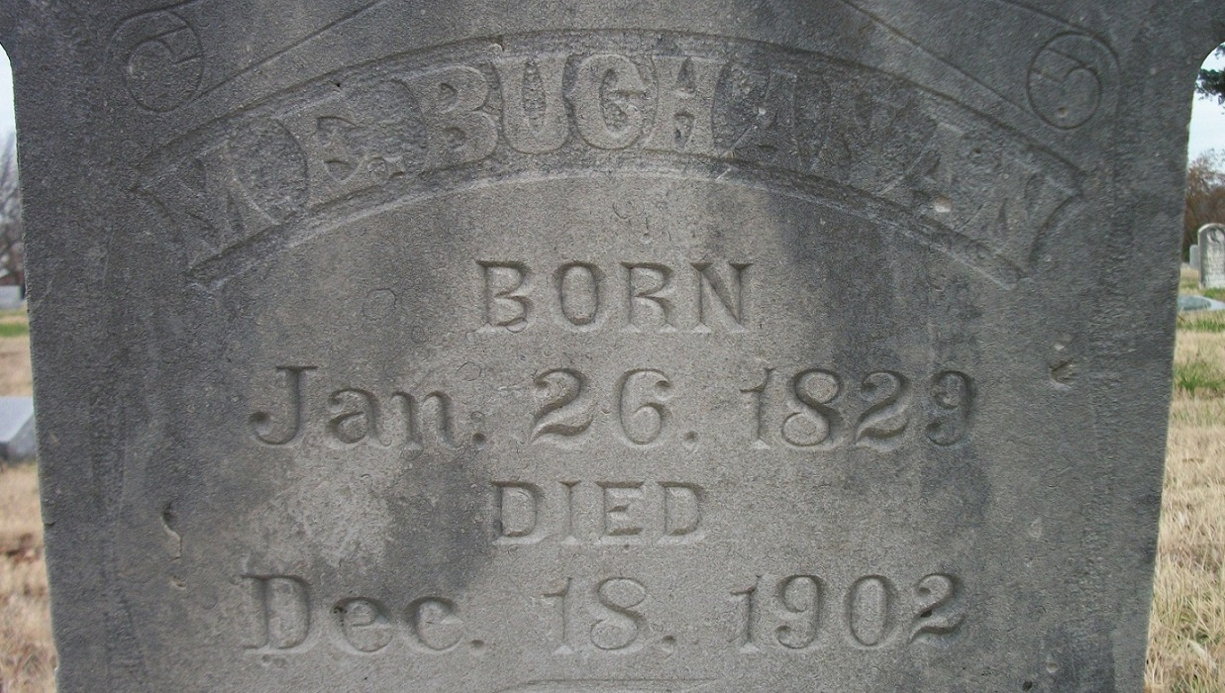 M. E. BUCHANAN
BORN
Jan. 26. 1829
DIED
Dec. 18, 1902